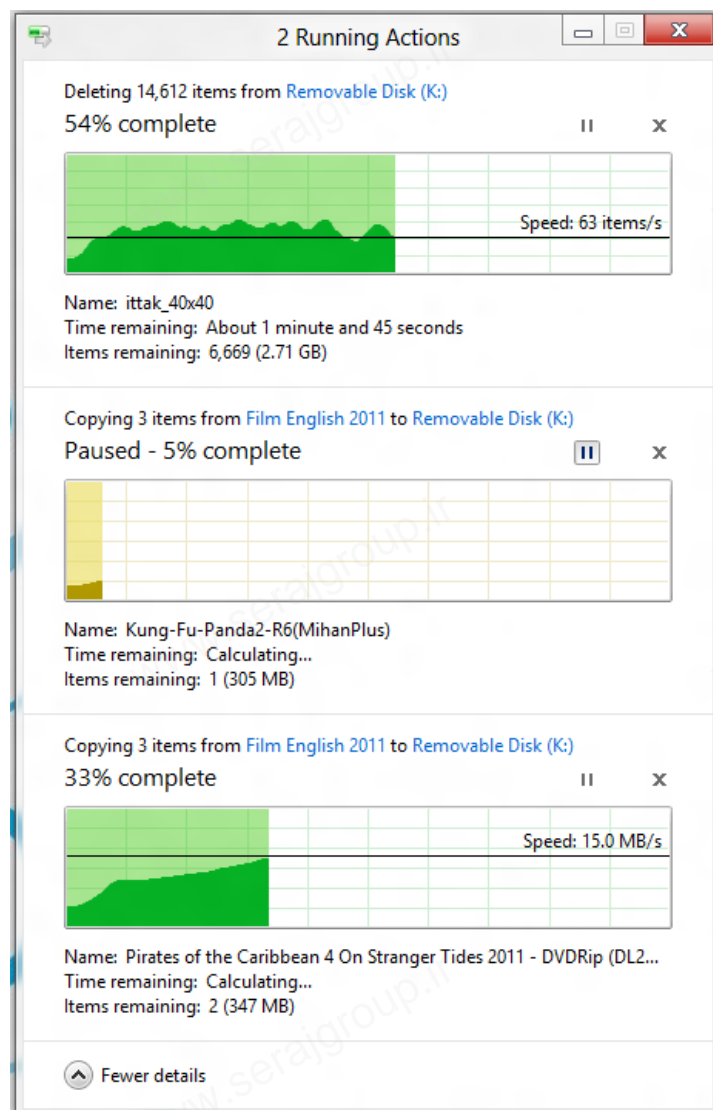 2 Running Actions
Deleting 14,612 items from Removable Disk (K:)
54% complete
Speed: 63 items/s
Name: ittak_40x40
Time remaining: About 1 minute and 45 seconds
Items remaining: 6,669 (2.71 GB)
Copying 3 items from Film English 2011 to Removable Disk (K:)
Paused - 5% complete
Name: Kung-Fu-Panda2-R6(MihanPlus)
Time remaining: Calculating...
Items remaining: 1 (305 MB)
Copying 3 items from Film English 2011 to Removable Disk (K:)
33% complete
Speed: 15.0 MB/s
Name: Pirates of the Caribbean 4 On Stranger Tides 2011 - DVDRip (DL2...
Time remaining: Calculating...
Items remaining: 2 (347 MB)
Fewer details
www.serajgroup.ir